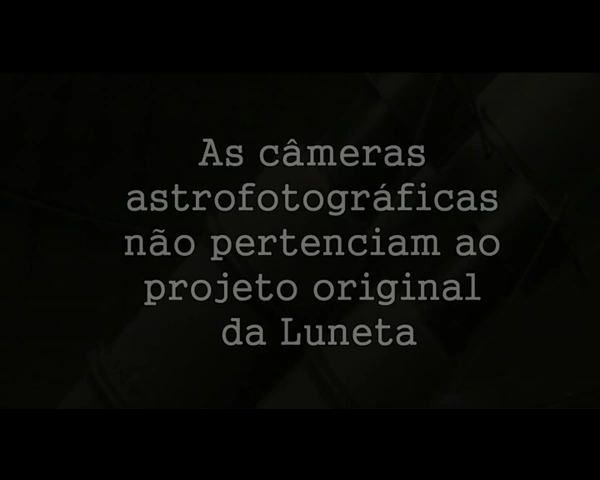 As câmeras
astrofotográficas
não pertenciam ao
projeto original
da Luneta